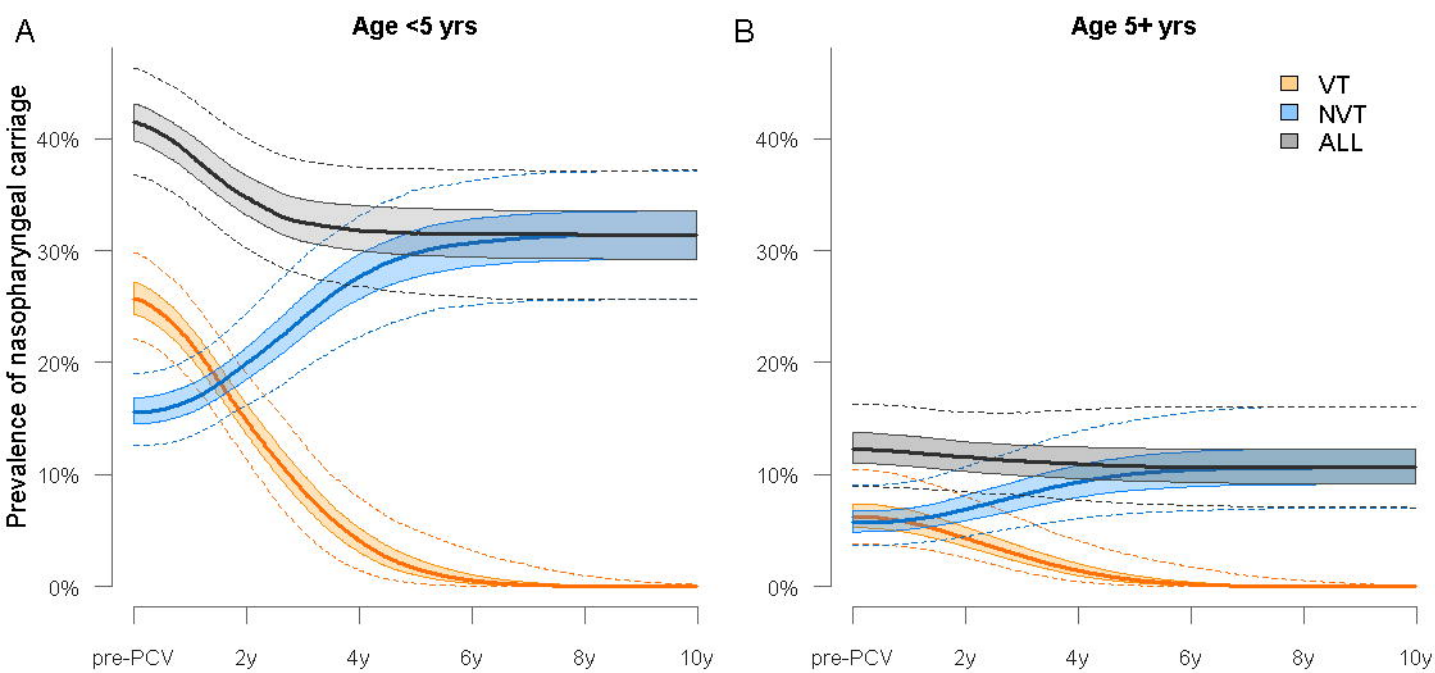 A
Age <5 yrs
Prevalence of nasopharyngeal carriage
40%
30%
20%
10%
0%
pre-PCV
2y
4y
6y
8y
10y
B
Age 5+ yrs
VT
NVT
ALL
40%
30%
20%
10%
0%
pre-PCV
2y
4y
6y
8y
10y